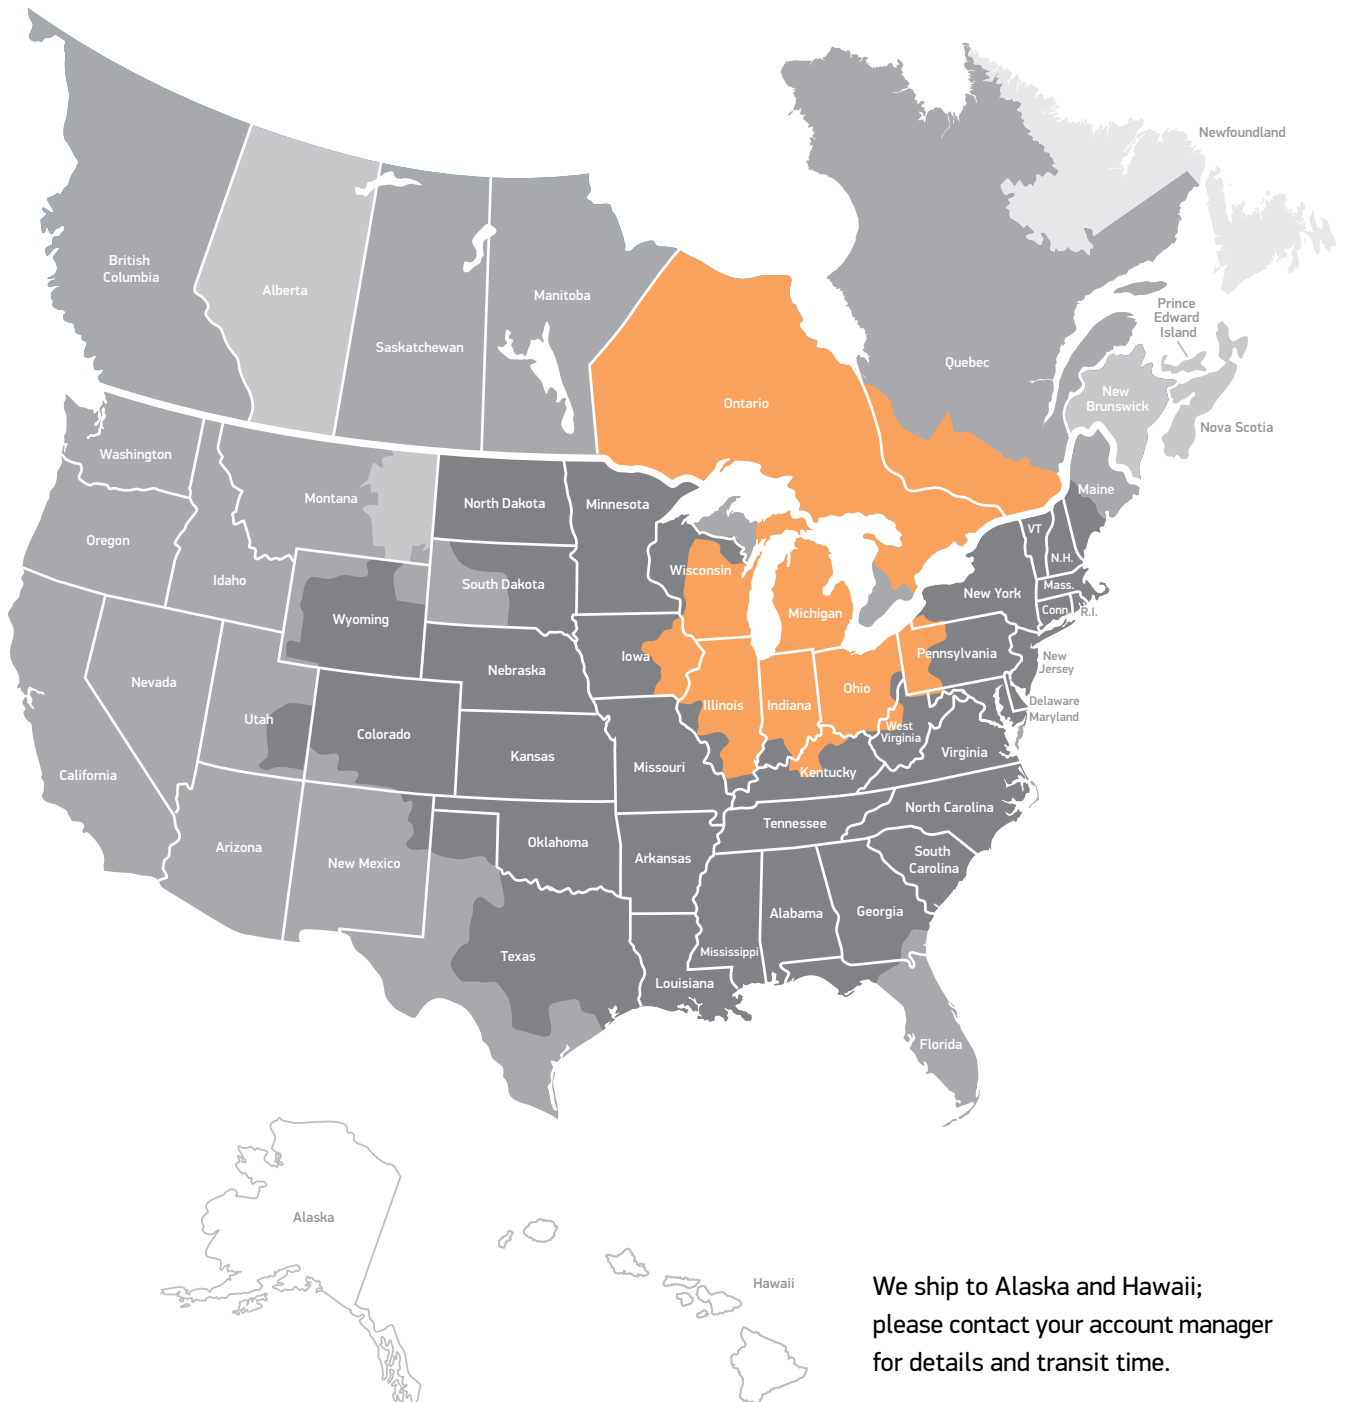 Newfoundland
British
Columbia
Alberta
Manitoba
Saskatchewan
Ontario
Quebec
Prince
Edward
Island
New
Brunswick
Nova Scotia
Washington
Montana
North Dakota
Minnesota
Maine
Oregon
Idaho
South Dakota
Wisconsin
VT
N.H.
Wyoming
Michigan
New York
Mass.
Conn.
R.I.
Nevada
Nebraska
Iowa
Pennsylvania
New
Jersey
Utah
Colorado
Illinois
Indiana
Ohio
Delaware
Maryland
California
Kansas
Missouri
West
Virginia
Virginia
Kentucky
North Carolina
Tennessee
Arizona
New Mexico
Oklahoma
Arkansas
South
Carolina
Texas
Mississippi
Alabama
Georgia
Louisiana
Florida
Alaska
Hawaii
We ship to Alaska and Hawaii;
please contact your account manager
for details and transit time.